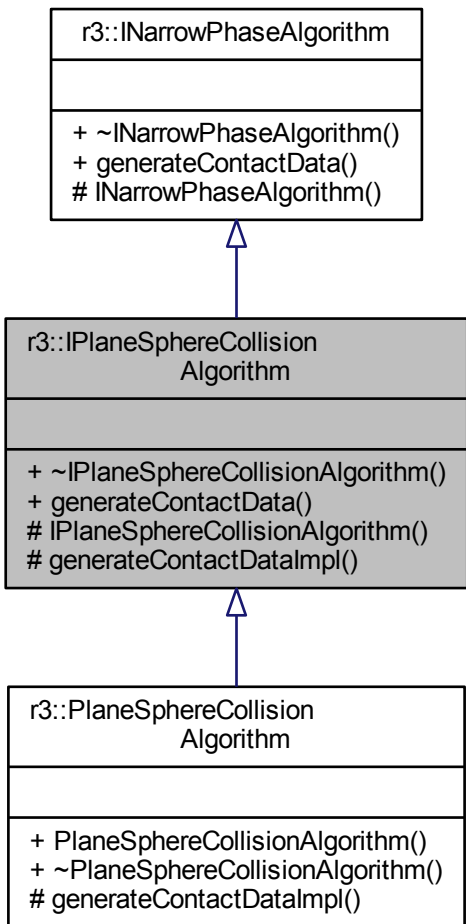 r3::INarrowPhaseAlgorithm
+ ~INarrowPhaseAlgorithm()
+ generateContactData()
# INarrowPhaseAlgorithm()
r3::IPlaneSphereCollision
Algorithm
+ ~IPlaneSphereCollisionAlgorithm()
+ generateContactData()
# IPlaneSphereCollisionAlgorithm()
# generateContactDataImpl()
r3::PlaneSphereCollision
Algorithm
+ PlaneSphereCollisionAlgorithm()
+ ~PlaneSphereCollisionAlgorithm()
# generateContactDataImpl()